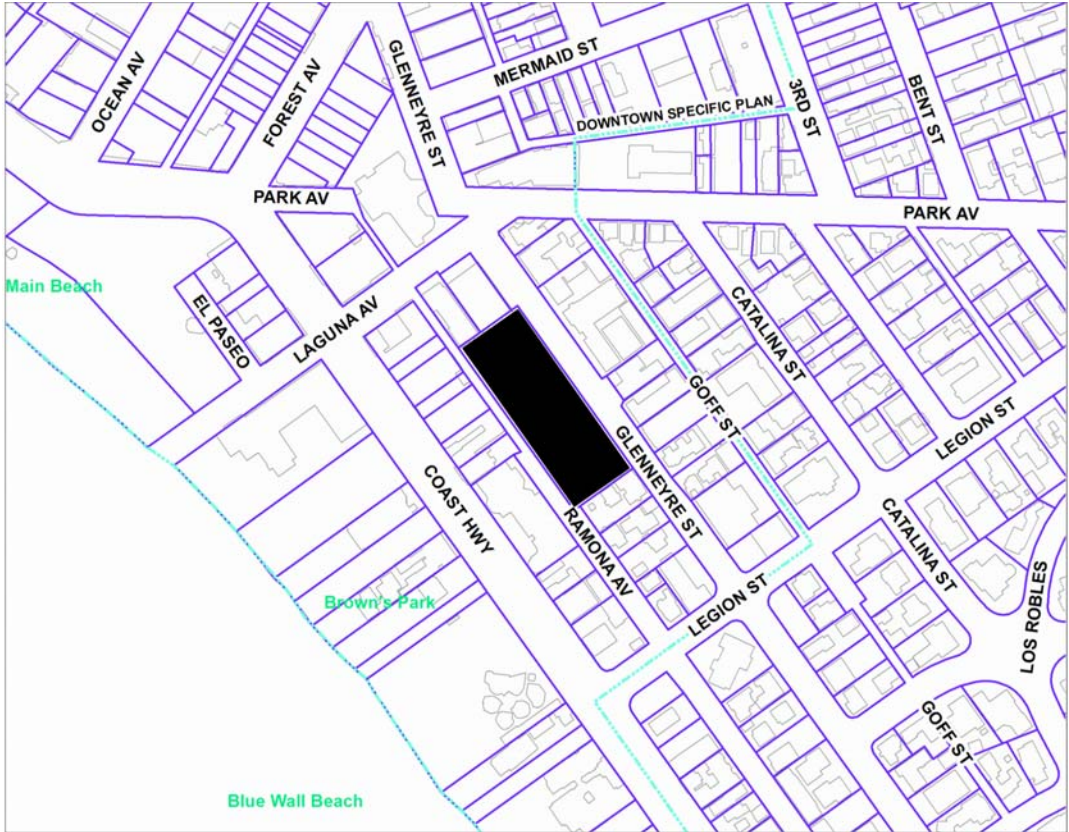 OCEAN AV
FOREST AV
GLENNEYRE ST
MERMAID ST
3RD ST
BENT ST
DOWNTOWN SPECIFIC PLAN
PARK AV
PARK AV
Main Beach
EL PASEO
LAGUNA AV
CATALINA ST
GOFF ST
LEGION ST
GLENNEYRE ST
COAST HWY
RAMONA AV
CATALINA ST
LEGION ST
Brown's Park
LOS ROBLES
GOFF ST
Blue Wall Beach